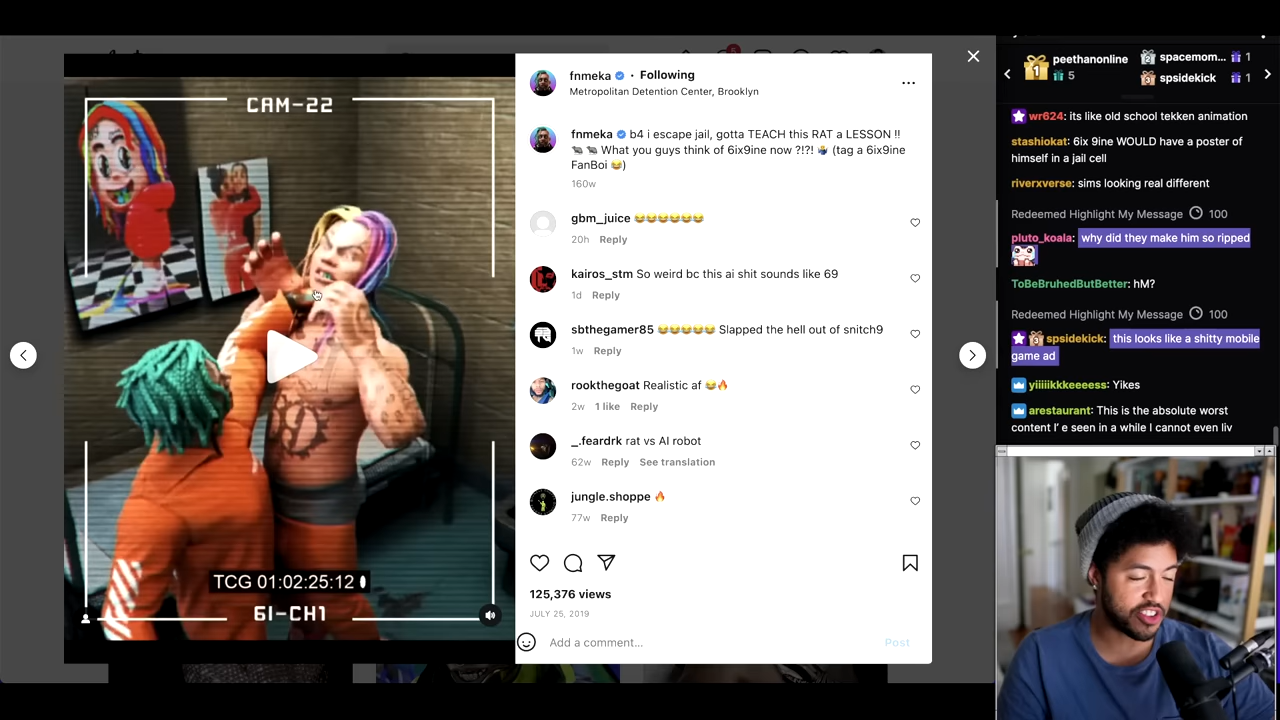 CAM-22
TCG 01:02:25:12
6I-CH1
69
fnmeka • Following
Metropolitan Detention Center, Brooklyn
fnmeka b4 i escape jail, gotta TEACH this RAT a LESSON !!
🐀 🐀 What you guys think of 6ix9ine now ?!?! (tag a 6ix9ine
FanBoi 😂)
160w
gbm_juice 😂😂😂😂😂😂
20h Reply
kairos_stm So weird bc this ai shit sounds like 69
1d Reply
sbthegamer85 😂😂😂😂😂 Slapped the hell out of snitch9
1w Reply
rookthegoat Realistic af 😂🔥
2w 1 like Reply
_.feardrk rat vs AI robot
62w Reply See translation
jungle.shoppe 🔥
77w Reply
125,376 views
JULY 25, 2019
Add a comment...
Post
1 peethanonline
5
2 spacemom... 1
3 spsidekick 1
wr624: its like old school tekken animation
stashiokat: 6ix 9ine WOULD have a poster of
himself in a jail cell
riverxverse: sims looking real different
Redeemed Highlight My Message 100
pluto_koala: why did they make him so ripped
ToBeBruhedButBetter: hM?
Redeemed Highlight My Message 100
spsidekick: this looks like a shitty mobile
game ad
yiiiiikkkeeeess: Yikes
arestaurant: This is the absolute worst
content I' e seen in a while I cannot even liv